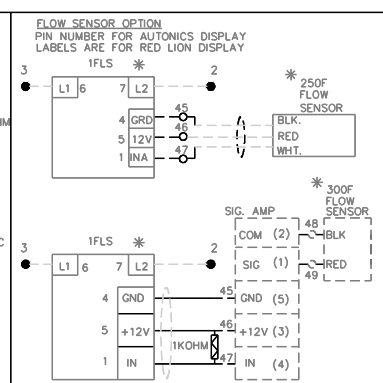 FLOW SENSOR OPTION
PIN NUMBER FOR AUTONICS DISPLAY
LABELS ARE FOR RED LION DISPLAY
3
1FLS *
2
L1 6 7 L2
4 GRD 45
5 12V 46
1 INA 47
*
250F
FLOW
SENSOR
BLK.
RED
WHT.
*
300F
FLOW
SENSOR
SIG. AMP
COM (2) 48 BLK
SIG (1) 49 RED
3
1FLS *
2
L1 6 7 L2
4 GND 45 GND (5)
5 +12V 46 +12V (3)
1KOHM
1 IN 47 IN (4)